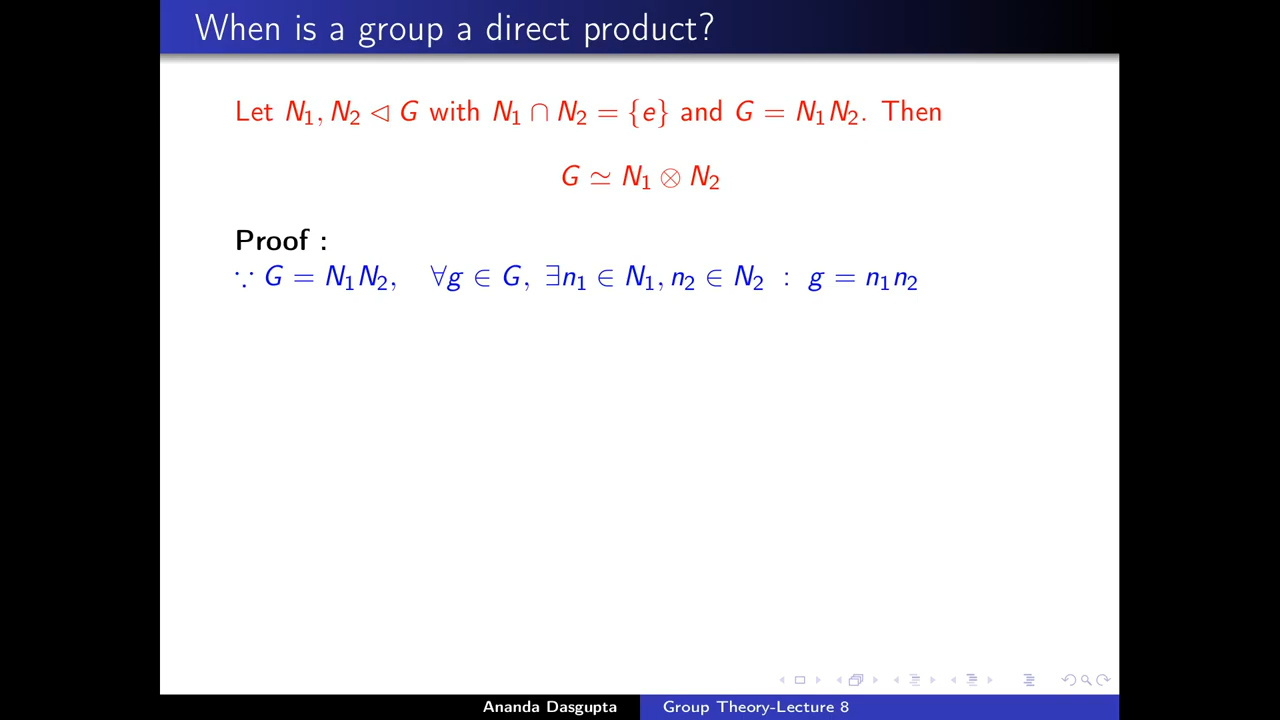 When is a group a direct product?
Let N₁, N₂ ◁ G with N₁ ∩ N₂ = {e} and G = N₁N₂. Then
G ≃ N₁ ⊗ N₂
Proof :
∵ G = N₁N₂, ∀g ∈ G, ∃n₁ ∈ N₁, n₂ ∈ N₂ : g = n₁n₂
Ananda Dasgupta
Group Theory-Lecture 8